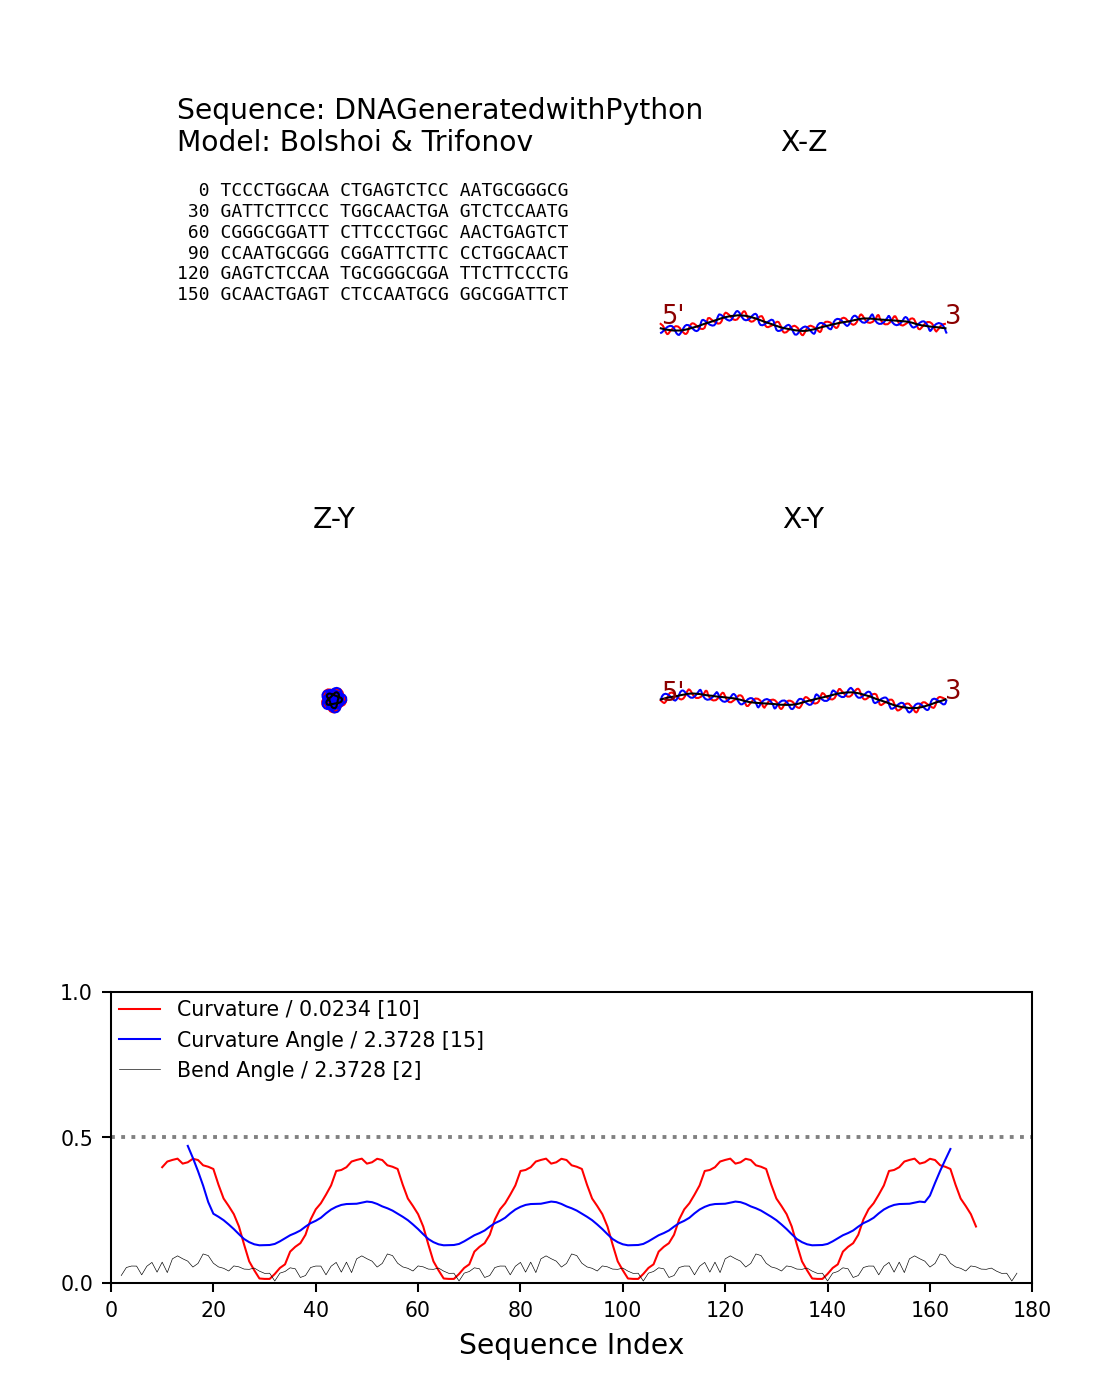 Sequence: DNAGeneratedwithPython
Model: Bolshoi & Trifonov
X-Z
0 TCCCTGGCAA CTGAGTCTCC AATGCGGGCG
30 GATTCTTCCC TGGCAACTGA GTCTCCAATG
60 CGGGCGGATT CTTCCCTGGC AACTGAGTCT
90 CCAATGCGGG CGGATTCTTC CCTGGCAACT
120 GAGTCTCCAA TGCGGGCGGA TTCTTCCCTG
150 GCAACTGAGT CTCCAATGCG GGCGGATTCT
5' 3
Z-Y X-Y
5' 3
1.0
Curvature / 0.0234 [10]
Curvature Angle / 2.3728 [15]
Bend Angle / 2.3728 [2]
0.5
0.0
0 20 40 60 80 100 120 140 160 180
Sequence Index